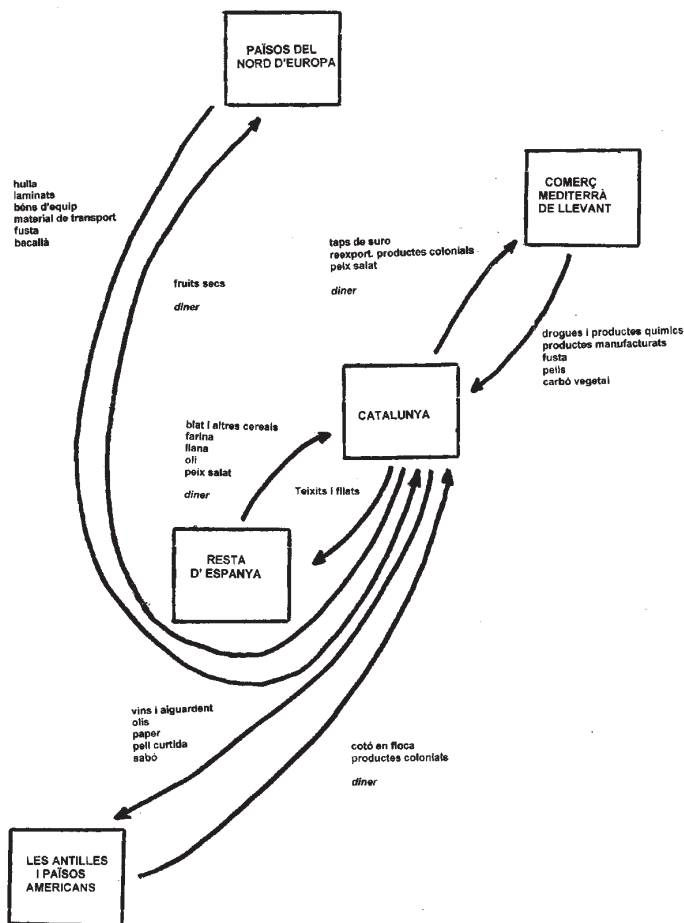 PAÏSOS DEL
NORD D'EUROPA
COMERÇ
MEDITERRÀ
DE LLEVANT
hulla
laminats
béns d'equip
material de transport
fusta
bacallà
taps de suro
reexport. productes colonials
peix salat
diner
fruits secs
diner
drogues i productes quimics
productes manufacturats
fusta
pells
carbó vegetal
CATALUNYA
blat i altres cereals
farina
llana
oli
peix salat
diner
Teixits i filats
RESTA
D' ESPANYA
vins i aiguardent
olis
paper
pell curtida
sabó
cotó en floca
productes colonials
diner
LES ANTILLES
I PAÏSOS
AMERICANS